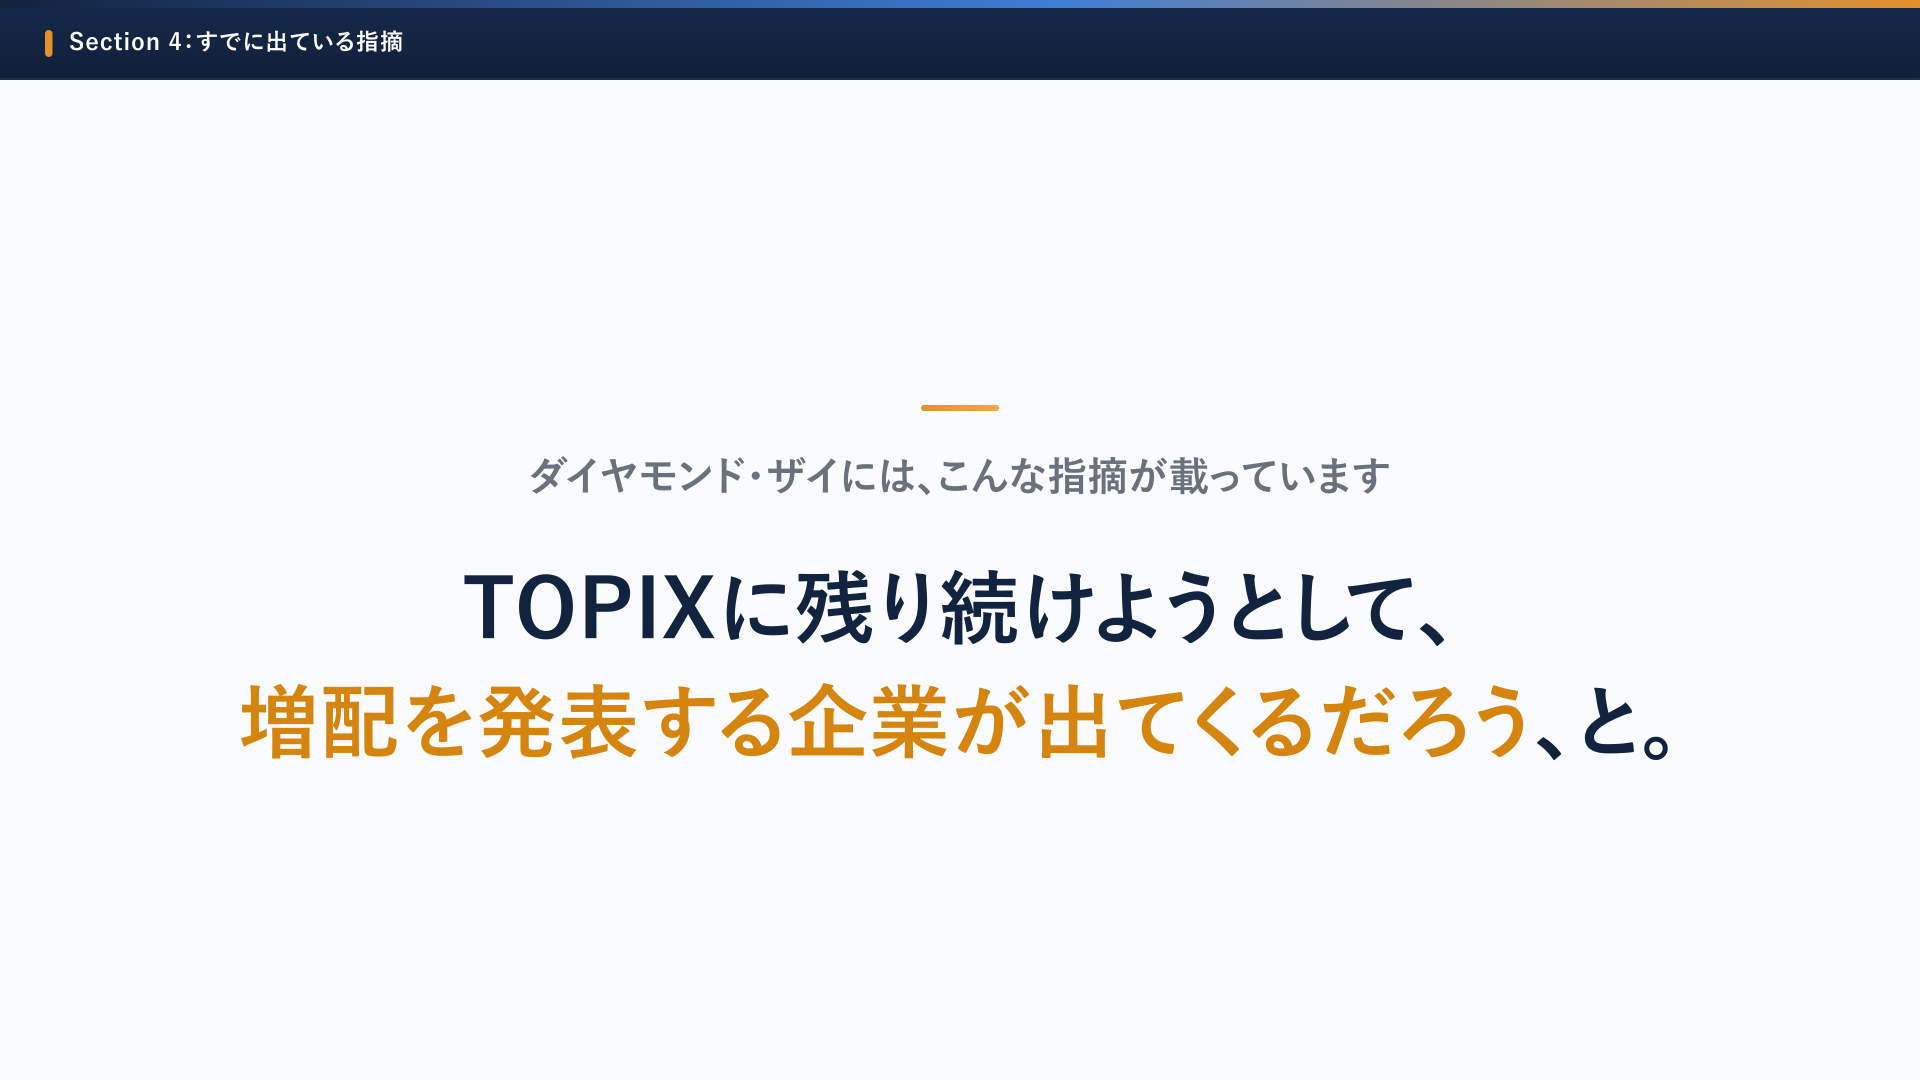 Section 4：すでに出ている指摘
ダイヤモンド・ザイには、こんな指摘が載っています
TOPIXに残り続けようとして、
増配を発表する企業が出てくるだろう、と。